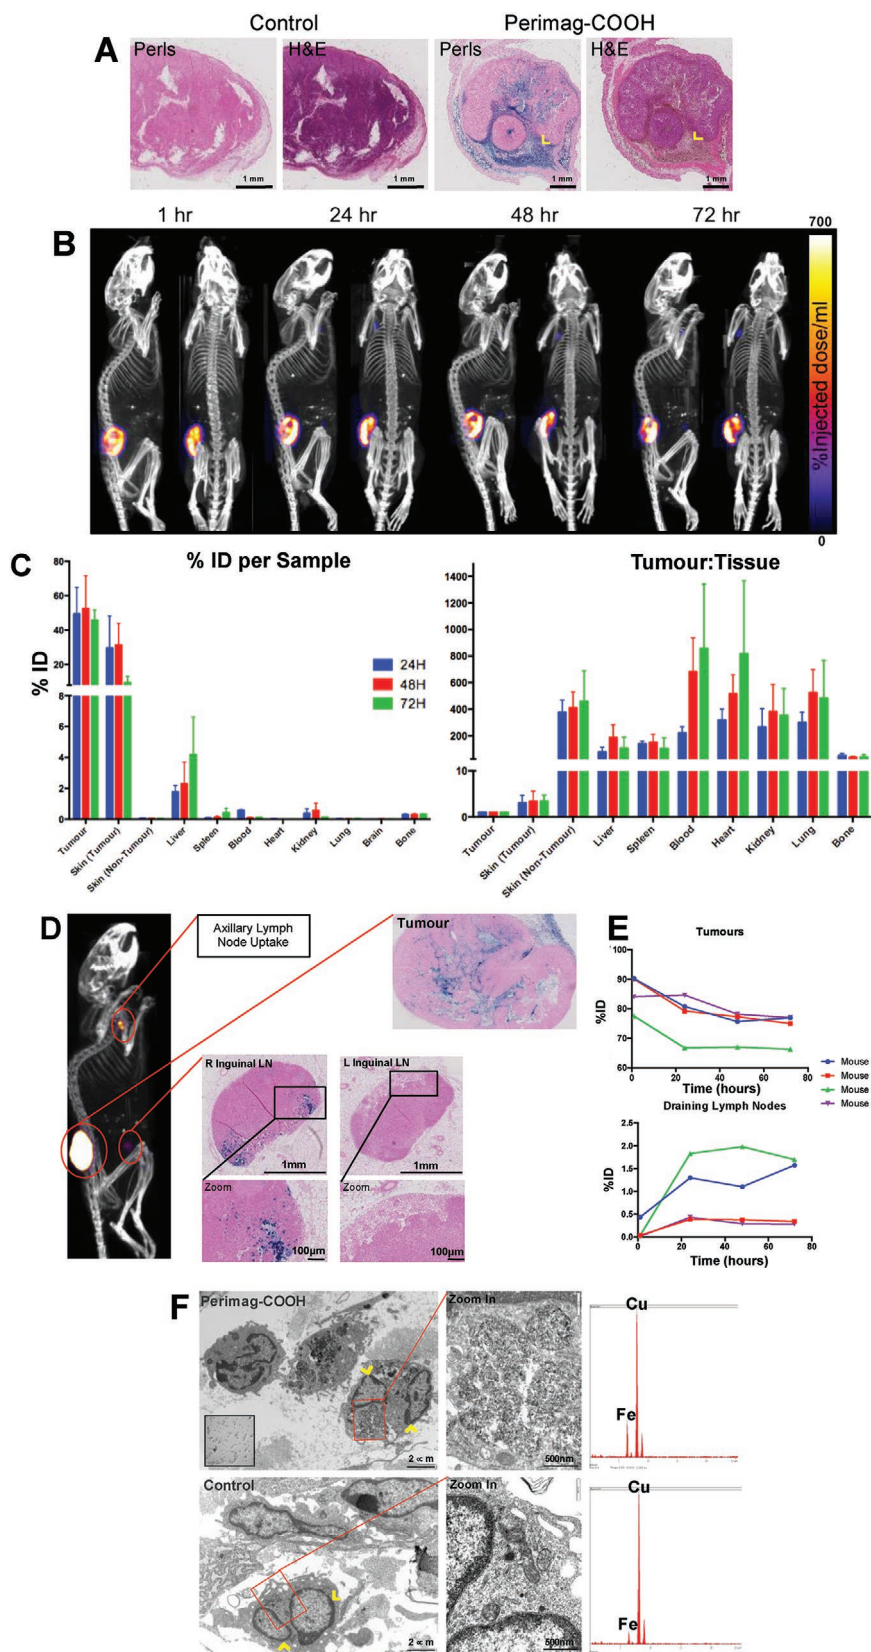 Control Perimag-COOH
A Perls H&E Perls H&E
1 mm 1 mm 1 mm 1 mm
1 hr 24 hr 48 hr 72 hr
B
700
%Injected dose/ml
0
C
% ID per Sample
% ID
80
60
40
20
8
6
4
2
0
24H
48H
72H
Tumour
Skin (Tumour)
Skin (Non-Tumour)
Liver
Spleen
Blood
Heart
Kidney
Lung
Brain
Bone
Tumour:Tissue
1400
1200
1000
800
600
400
200
10
0
Tumour
Skin (Tumour)
Skin (Non-Tumour)
Liver
Spleen
Blood
Heart
Kidney
Lung
Bone
D
Axillary Lymph
Node Uptake
Tumour
R Inguinal LN L Inguinal LN
1mm 1mm
Zoom Zoom
100µm 100µm
E
Tumours
%ID
100
90
80
70
60
0 20 40 60 80
Time (hours)
Mouse
Mouse
Mouse
Mouse
Draining Lymph Nodes
%ID
2.5
2.0
1.5
1.0
0.5
0.0
0 20 40 60 80
Time (hours)
F
Perimag-COOH
2 ∝ m
Zoom In
500nm
Cu
Fe
Control
2 ∝ m
Zoom In
500nm
Cu
Fe